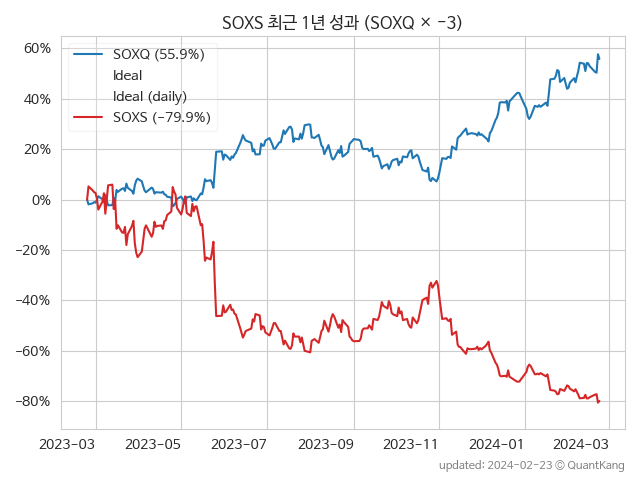 SOXS 최근 1년 성과 (SOXQ × −3)
SOXQ (55.9%)
Ideal
Ideal (daily)
SOXS (−79.9%)
60%
40%
20%
0%
−20%
−40%
−60%
−80%
2023-03 2023-05 2023-07 2023-09 2023-11 2024-01 2024-03
updated: 2024-02-23 © QuantKang